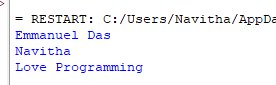 >
= RESTART: C:/Users/Navitha/AppDa
Emmanuel Das
Navitha
Love Programming